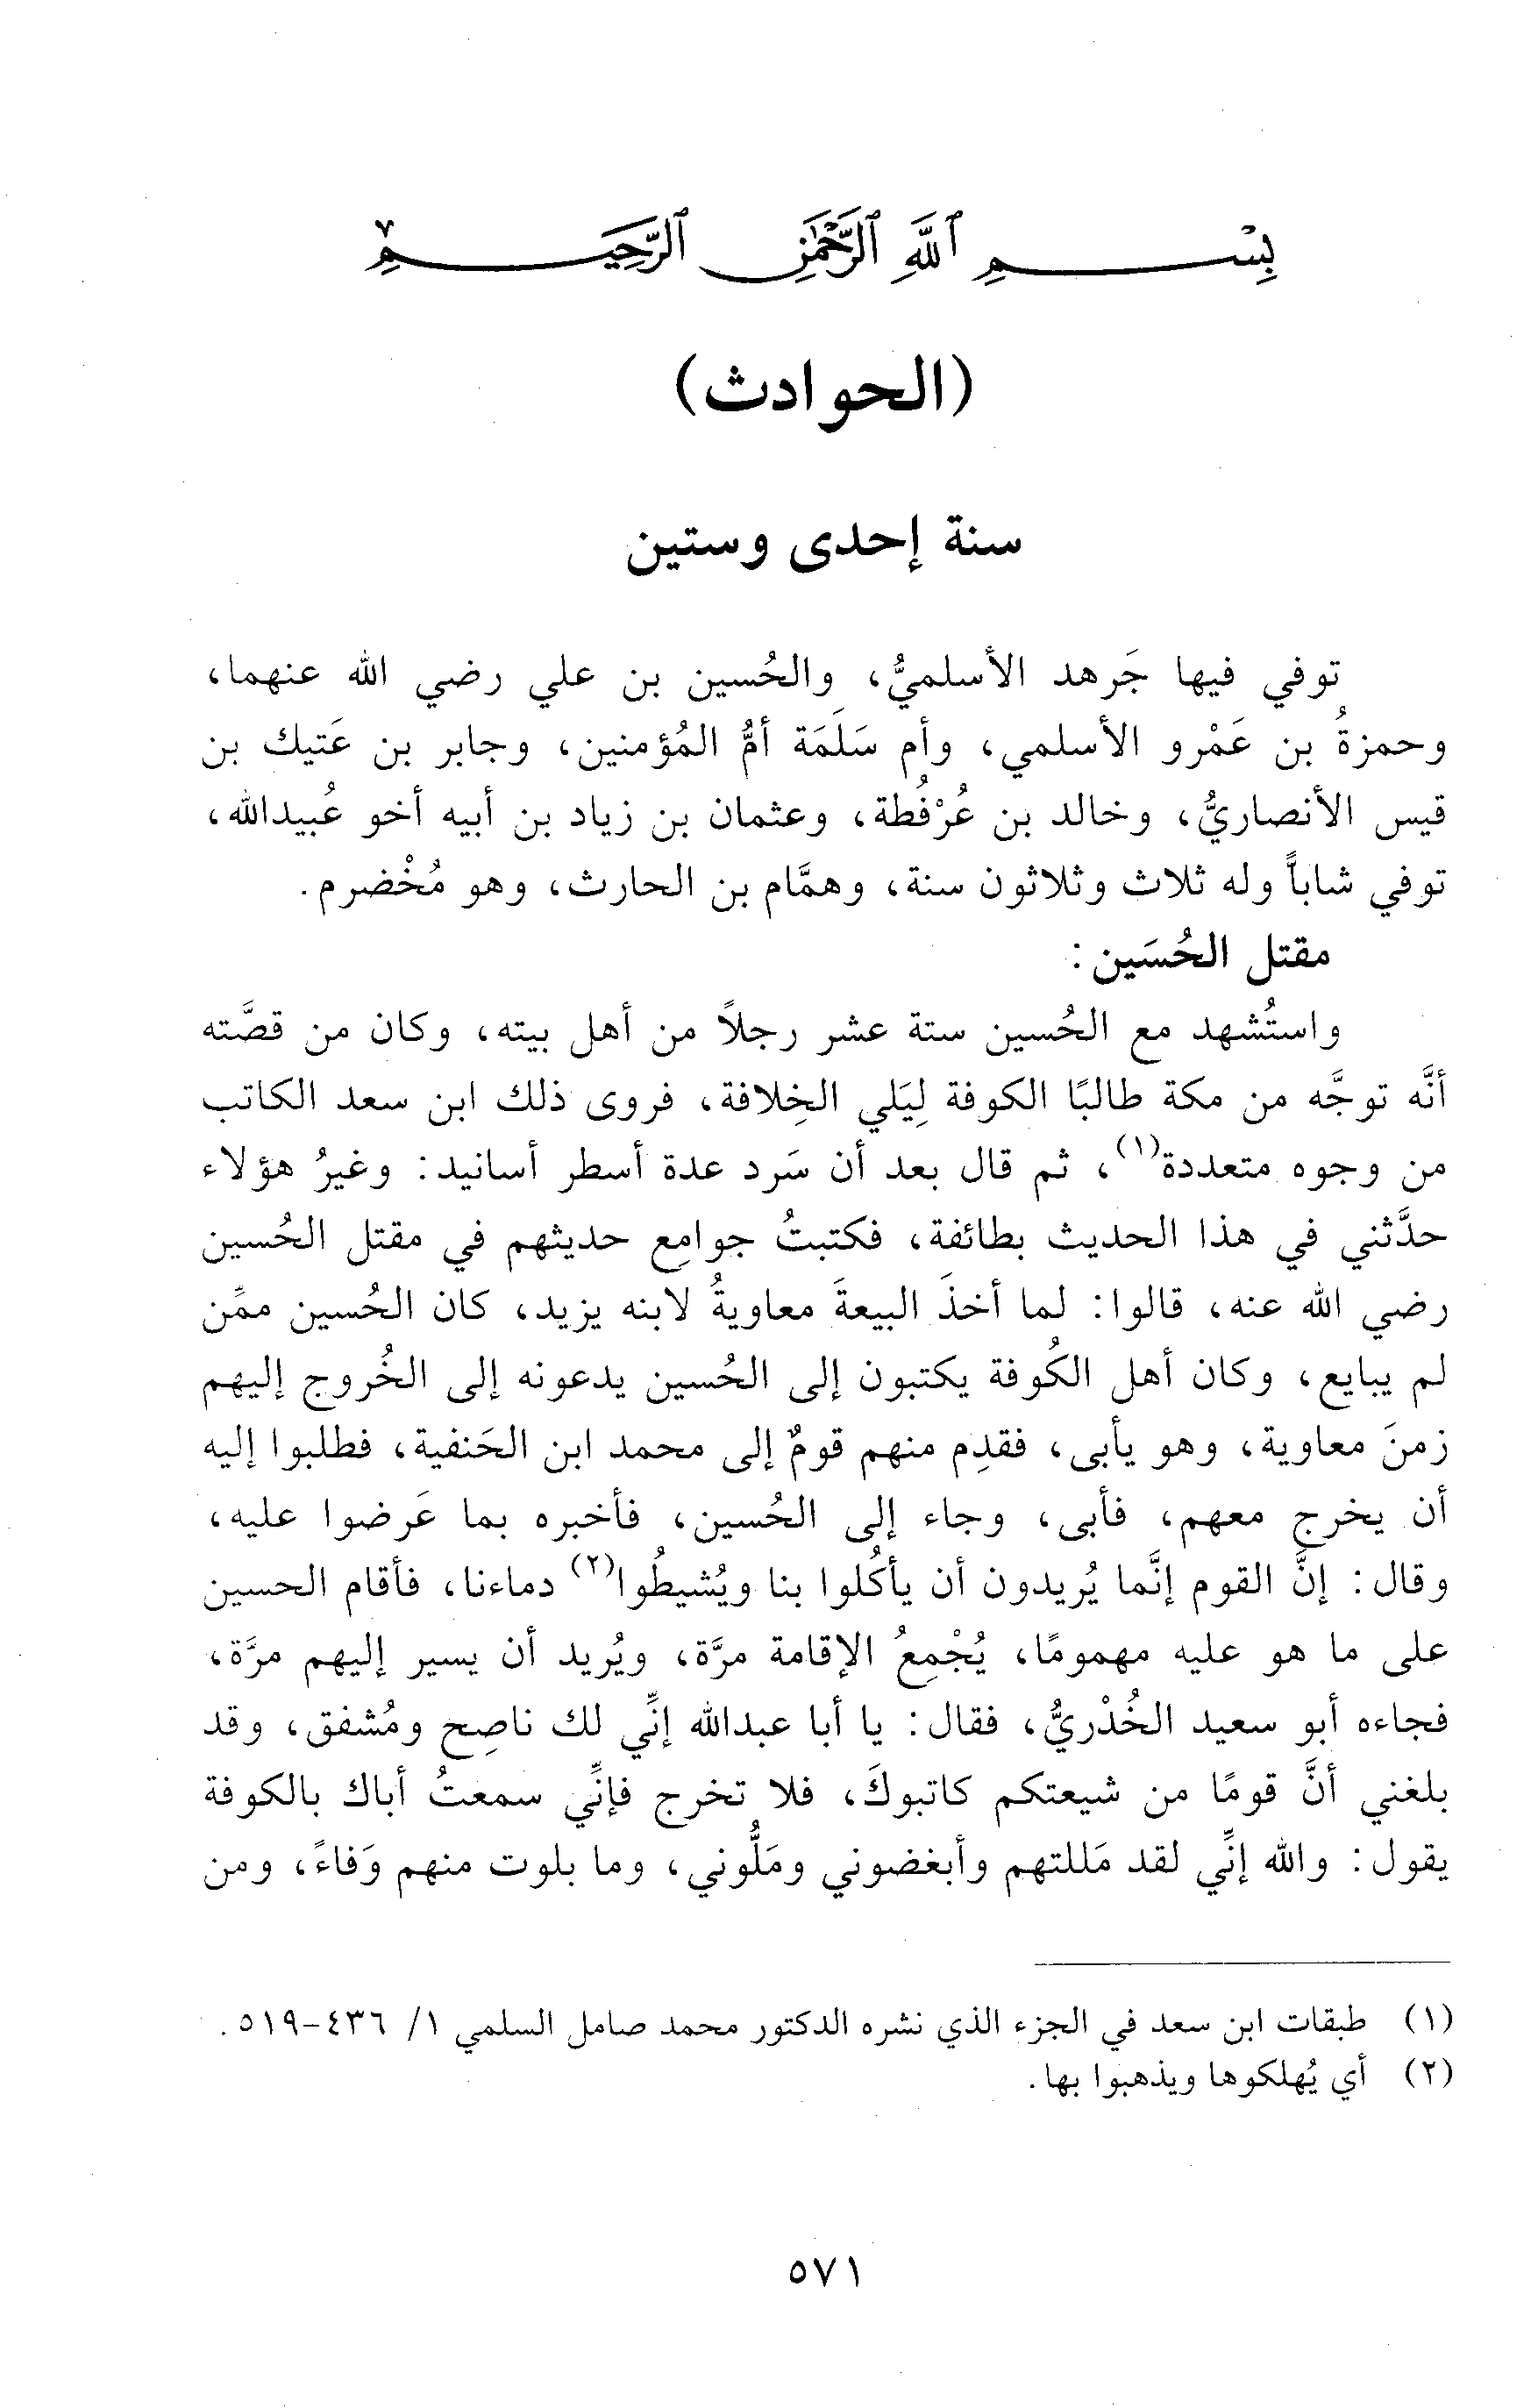 بِسْمِ ٱللَّهِ ٱلرَّحْمَٰنِ ٱلرَّحِيمِ
(الحوادث)
سنة إحدى وستين
توفي فيها جَرهد الأسلميُّ، والحُسين بن علي رضي الله عنهما،
وحمزةُ بن عَمْرو الأسلمي، وأم سَلَمَة أمُّ المُؤمنين، وجابر بن عَتيك بن
قيس الأنصاريُّ، وخالد بن عُرْفُطة، وعثمان بن زياد بن أبيه أخو عُبيدالله،
توفي شاباً وله ثلاث وثلاثون سنة، وهمَّام بن الحارث، وهو مُخْضرم.
مقتل الحُسَين:
واستُشهد مع الحُسين ستة عشر رجلاً من أهل بيته، وكان من قصَّته
أنَّه توجَّه من مكة طالبًا الكوفة لِيَلي الخِلافة، فروى ذلك ابن سعد الكاتب
من وجوه متعددة(١)، ثم قال بعد أن سَرد عدة أسطر أسانيد: وغيرُ هؤلاء
حدَّثني في هذا الحديث بطائفة، فكتبتُ جوامِع حديثهم في مقتل الحُسين
رضي الله عنه، قالوا: لما أخذَ البيعةَ معاويةُ لابنه يزيد، كان الحُسين ممَّن
لم يبايع، وكان أهل الكُوفة يكتبون إلى الحُسين يدعونه إلى الخُروج إليهم
زمنَ معاوية، وهو يأبى، فقدِم منهم قومٌ إلى محمد ابن الحَنفية، فطلبوا إليه
أن يخرج معهم، فأبى، وجاء إلى الحُسين، فأخبره بما عَرضوا عليه،
وقال: إنَّ القوم إنَّما يُريدون أن يأكُلوا بنا ويُشيطُوا(٢) دماءنا، فأقام الحسين
على ما هو عليه مهمومًا، يُجْمِعُ الإقامة مرَّة، ويُريد أن يسير إليهم مرَّة،
فجاءه أبو سعيد الخُدْريُّ، فقال: يا أبا عبدالله إنِّي لك ناصِح ومُشفق، وقد
بلغني أنَّ قومًا من شيعتكم كاتبوكَ، فلا تخرج فإنِّي سمعتُ أباك بالكوفة
يقول: والله إنِّي لقد مَللتهم وأبغضوني ومَلُّوني، وما بلوت منهم وَفاءً، ومن
(١) طبقات ابن سعد في الجزء الذي نشره الدكتور محمد صامل السلمي ١/ ٤٣٦-٥١٩.
(٢) أي يُهلكوها ويذهبوا بها.
٥٧١